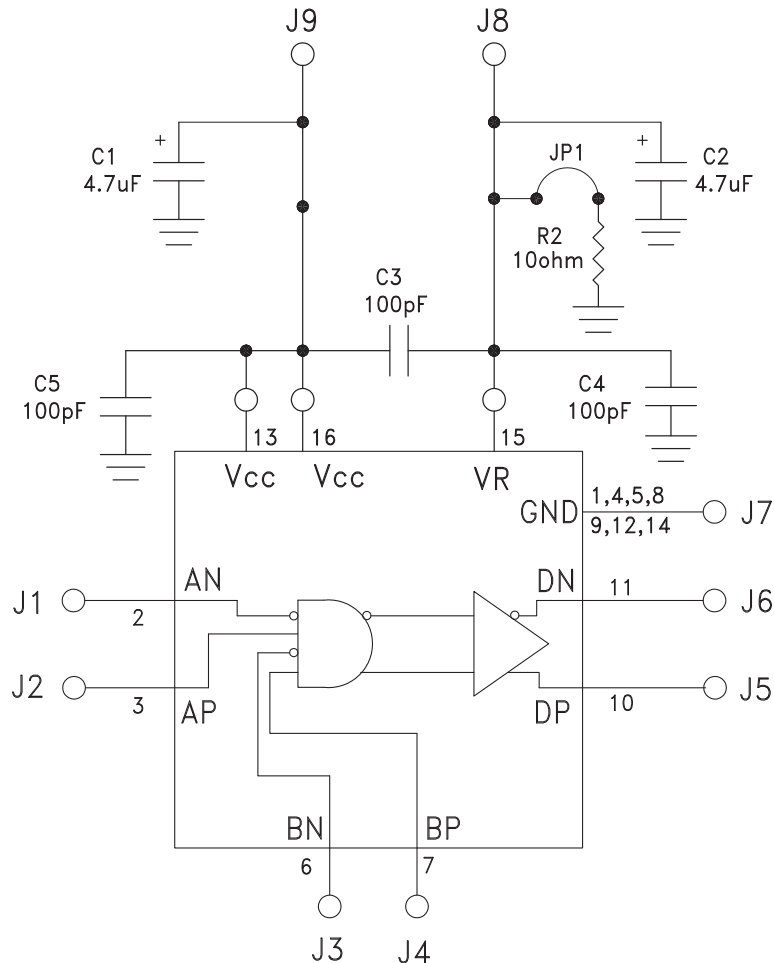 J9
J8
+
C1
4.7uF
JP1
+
C2
4.7uF
R2
10ohm
C3
100pF
C5
100pF
C4
100pF
13
16
15
Vcc
Vcc
VR
GND
1,4,5,8
9,12,14
J7
AN
DN
J1
2
11
J6
J2
3
AP
DP
10
J5
BN
BP
6
7
J3
J4